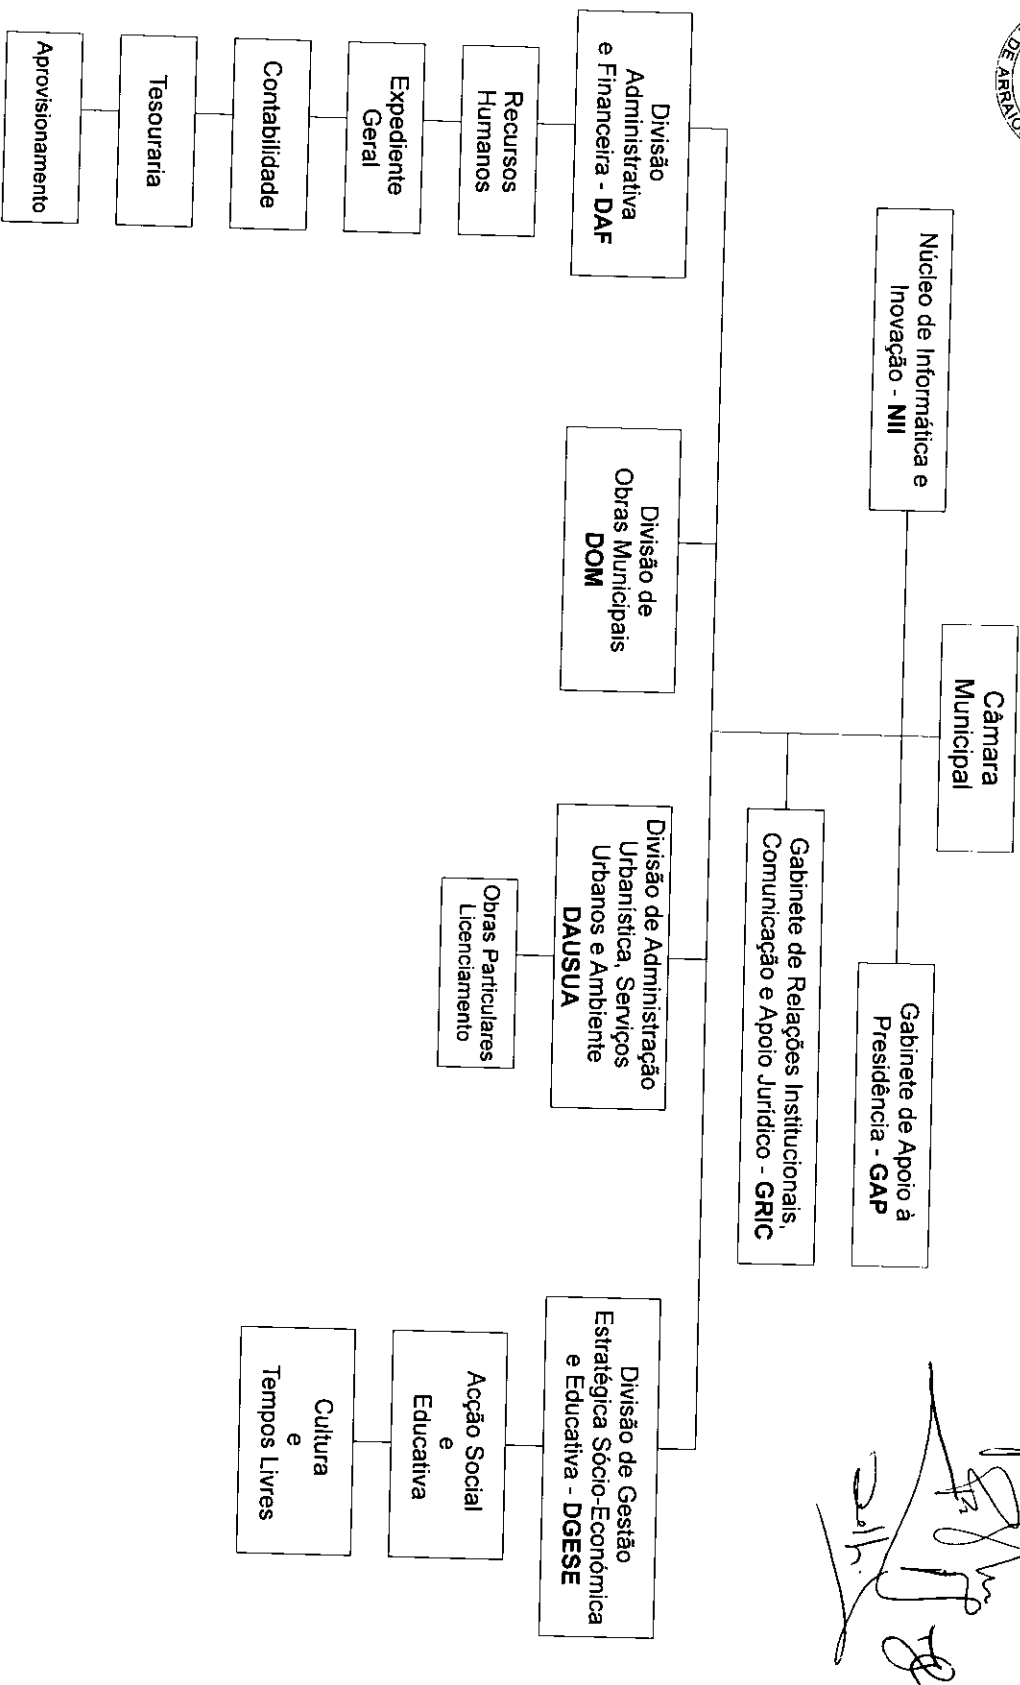 DE ARRAIO
Câmara
Municipal
Núcleo de Informática e
Inovação - NII
Gabinete de Apoio à
Presidência - GAP
Gabinete de Relações Institucionais,
Comunicação e Apoio Jurídico - GRIC
Divisão
Administrativa
e Financeira - DAF
Recursos
Humanos
Expediente
Geral
Contabilidade
Tesouraria
Aprovisionamento
Divisão de
Obras Municipais
DOM
Divisão de Administração
Urbanística, Serviços
Urbanos e Ambiente
DAUSUA
Obras Particulares
Licenciamento
Divisão de Gestão
Estratégica Sócio-Económica
e Educativa - DGESE
Acção Social
e
Educativa
Cultura
e
Tempos Livres